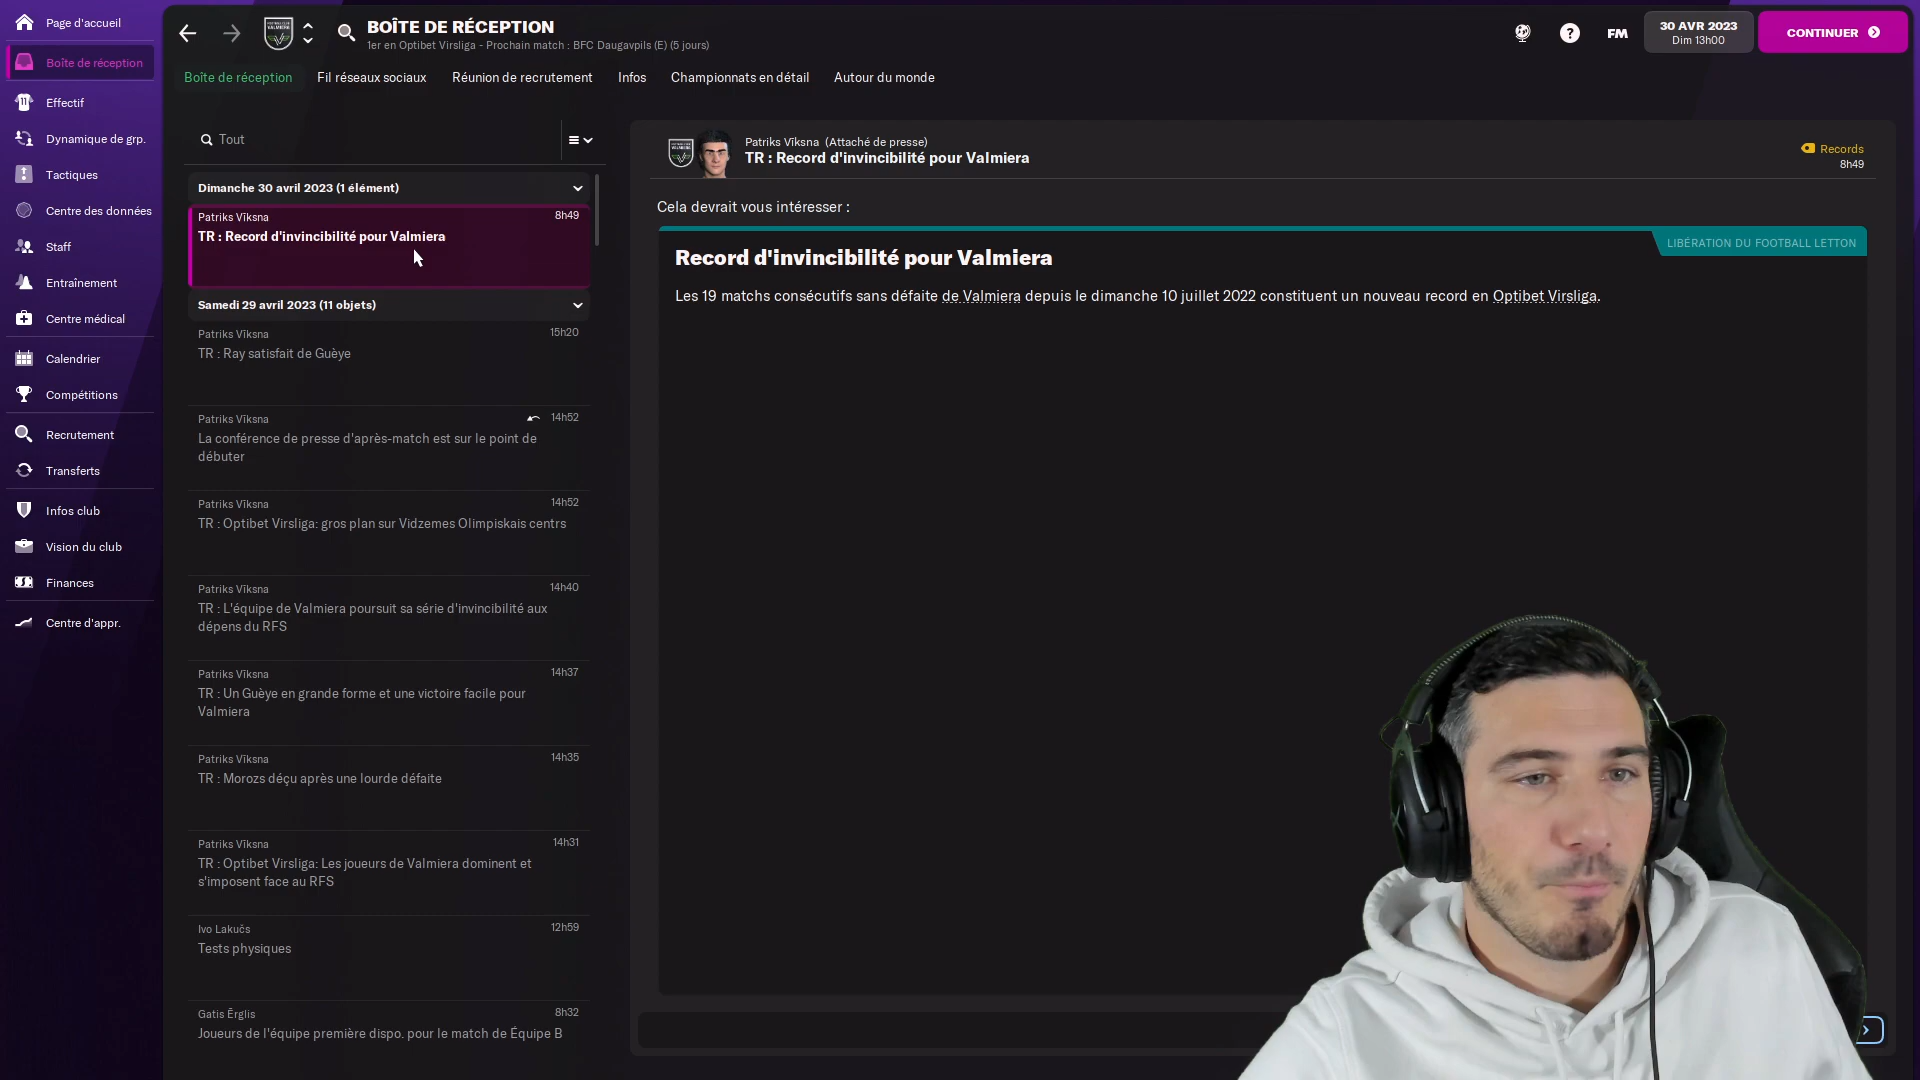 Page d'accueil
Boîte de réception
Effectif
Dynamique de grp.
Tactiques
Centre des données
Staff
Entraînement
Centre médical
Calendrier
Compétitions
Recrutement
Transferts
Infos club
Vision du club
Finances
Centre d'appr.
BOÎTE DE RÉCEPTION
1er en Optibet Virsliga - Prochain match : BFC Daugavpils (E) (5 jours)
FM
30 AVR 2023
Dim 13h00
CONTINUER
Boîte de réception
Fil réseaux sociaux
Réunion de recrutement
Infos
Championnats en détail
Autour du monde
Tout
Dimanche 30 avril 2023 (1 élément)
Patriks Vīksna
8h49
TR : Record d'invincibilité pour Valmiera
Samedi 29 avril 2023 (11 objets)
Patriks Vīksna
15h20
TR : Ray satisfait de Guèye
Patriks Vīksna
14h52
La conférence de presse d'après-match est sur le point de
débuter
Patriks Vīksna
14h52
TR : Optibet Virsliga: gros plan sur Vidzemes Olimpiskais centrs
Patriks Vīksna
14h40
TR : L'équipe de Valmiera poursuit sa série d'invincibilité aux
dépens du RFS
Patriks Vīksna
14h37
TR : Un Guèye en grande forme et une victoire facile pour
Valmiera
Patriks Vīksna
14h35
TR : Morozs déçu après une lourde défaite
Patriks Vīksna
14h31
TR : Optibet Virsliga: Les joueurs de Valmiera dominent et
s'imposent face au RFS
Ivo Lakučs
12h59
Tests physiques
Gatis Ērglis
8h32
Joueurs de l'équipe première dispo. pour le match de Équipe B
Patriks Vīksna (Attaché de presse)
TR : Record d'invincibilité pour Valmiera
Records
8h49
Cela devrait vous intéresser :
LIBÉRATION DU FOOTBALL LETTON
Record d'invincibilité pour Valmiera
Les 19 matchs consécutifs sans défaite de Valmiera depuis le dimanche 10 juillet 2022 constituent un nouveau record en Optibet Virsliga.